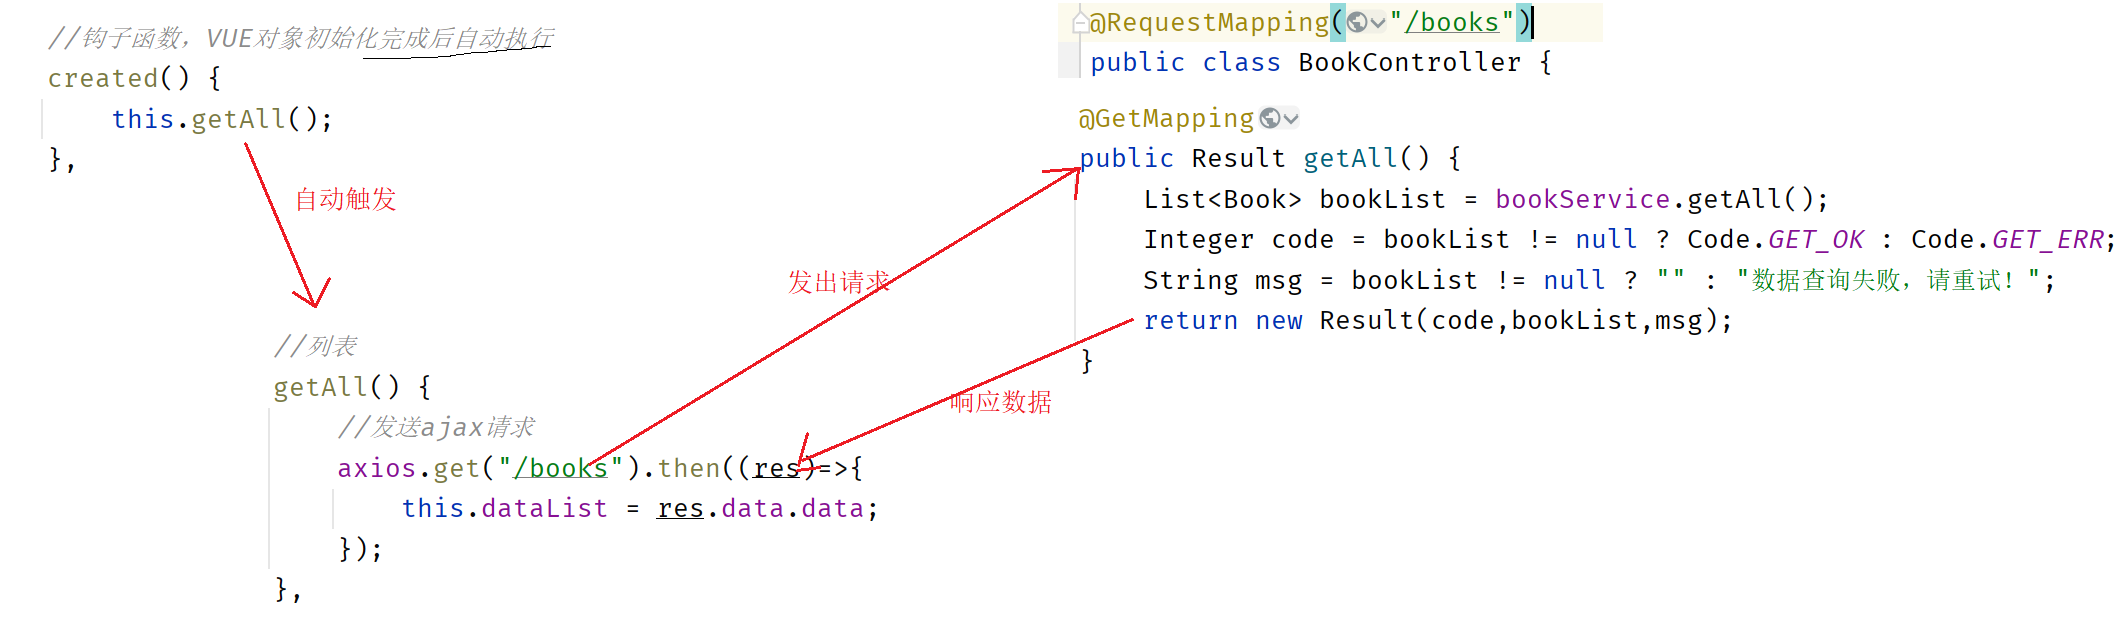 //钩子函数，VUE对象初始化完成后自动执行
created() {
this.getAll();
},
自动触发
//列表
getAll() {
//发送ajax请求
axios.get("/books").then((res)=>{
this.dataList = res.data.data;
});
},
发出请求
响应数据
@RequestMapping("/books")
public class BookController {
@GetMapping
public Result getAll() {
List<Book> bookList = bookService.getAll();
Integer code = bookList != null ? Code.GET_OK : Code.GET_ERR;
String msg = bookList != null ? "" : "数据查询失败，请重试！";
return new Result(code,bookList,msg);
}